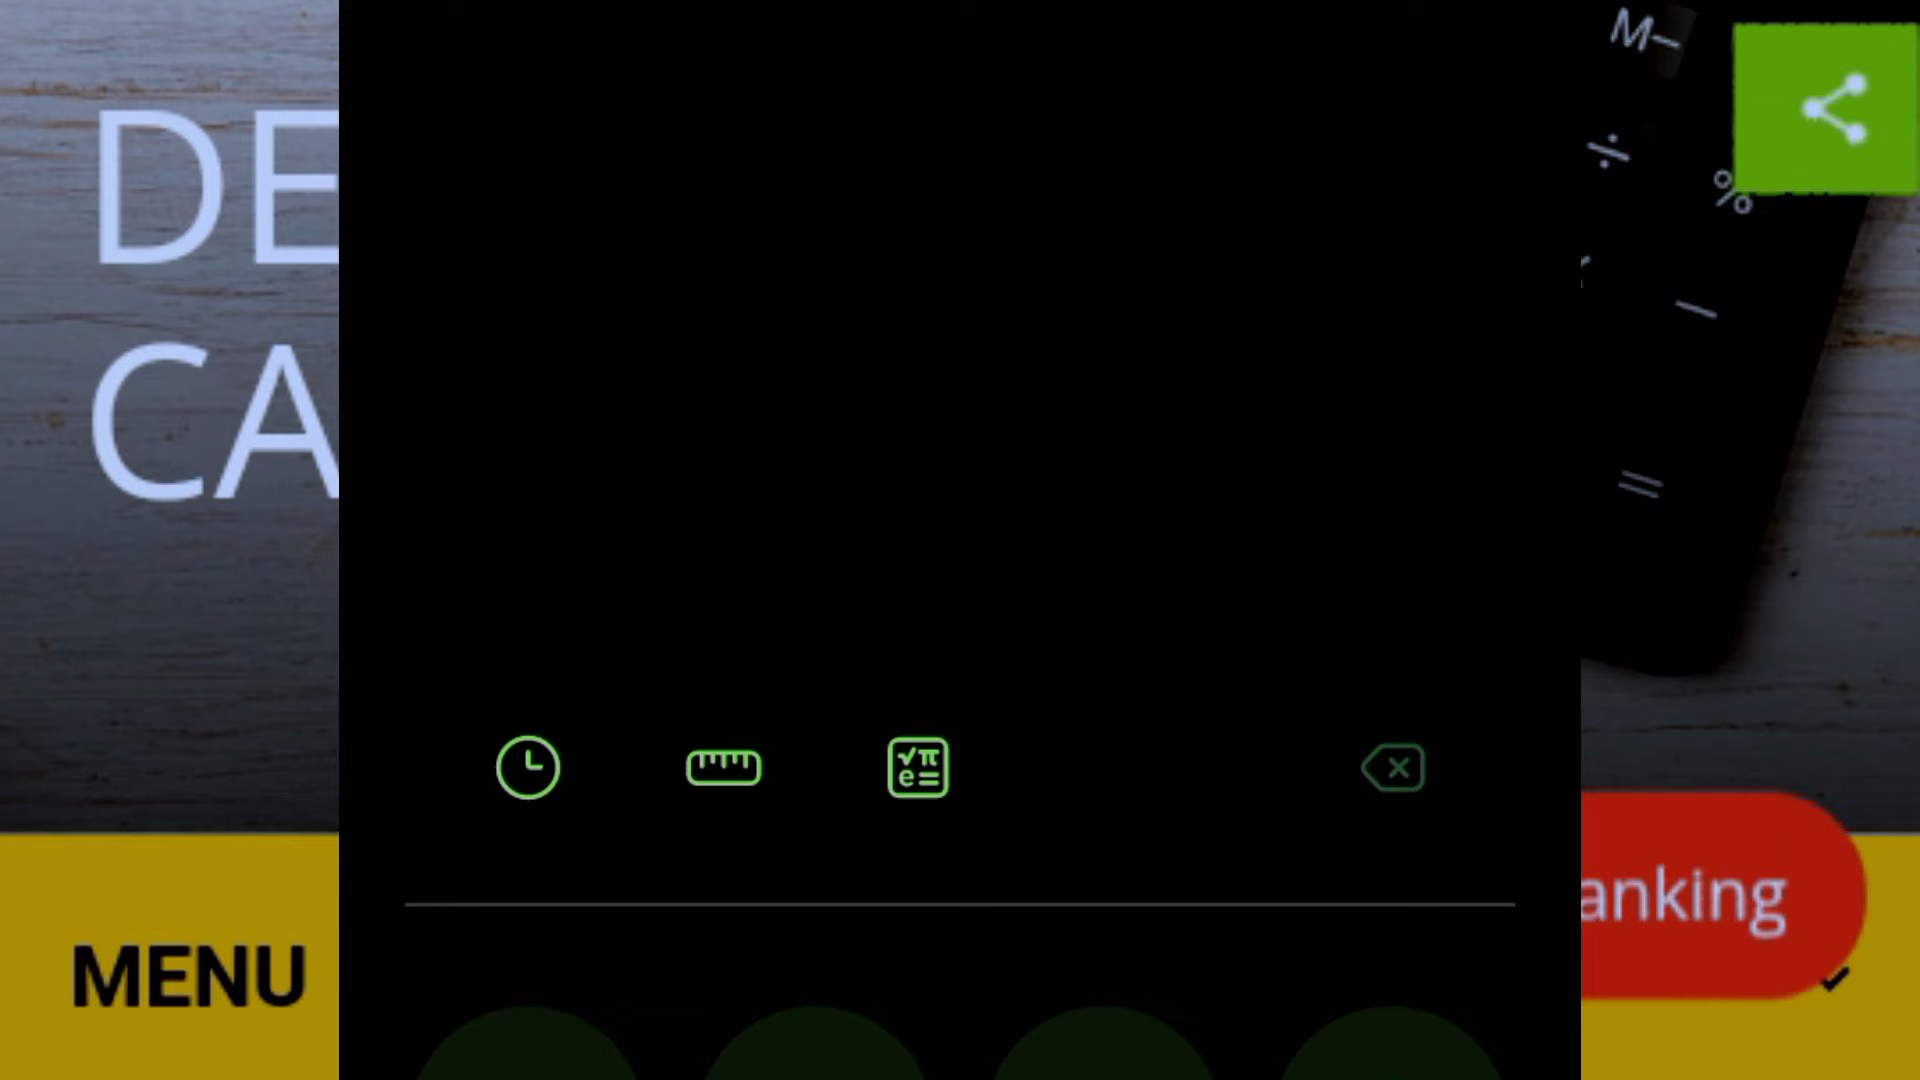 DE
CA
M−
÷
%
−
=
√π
e=
anking
MENU